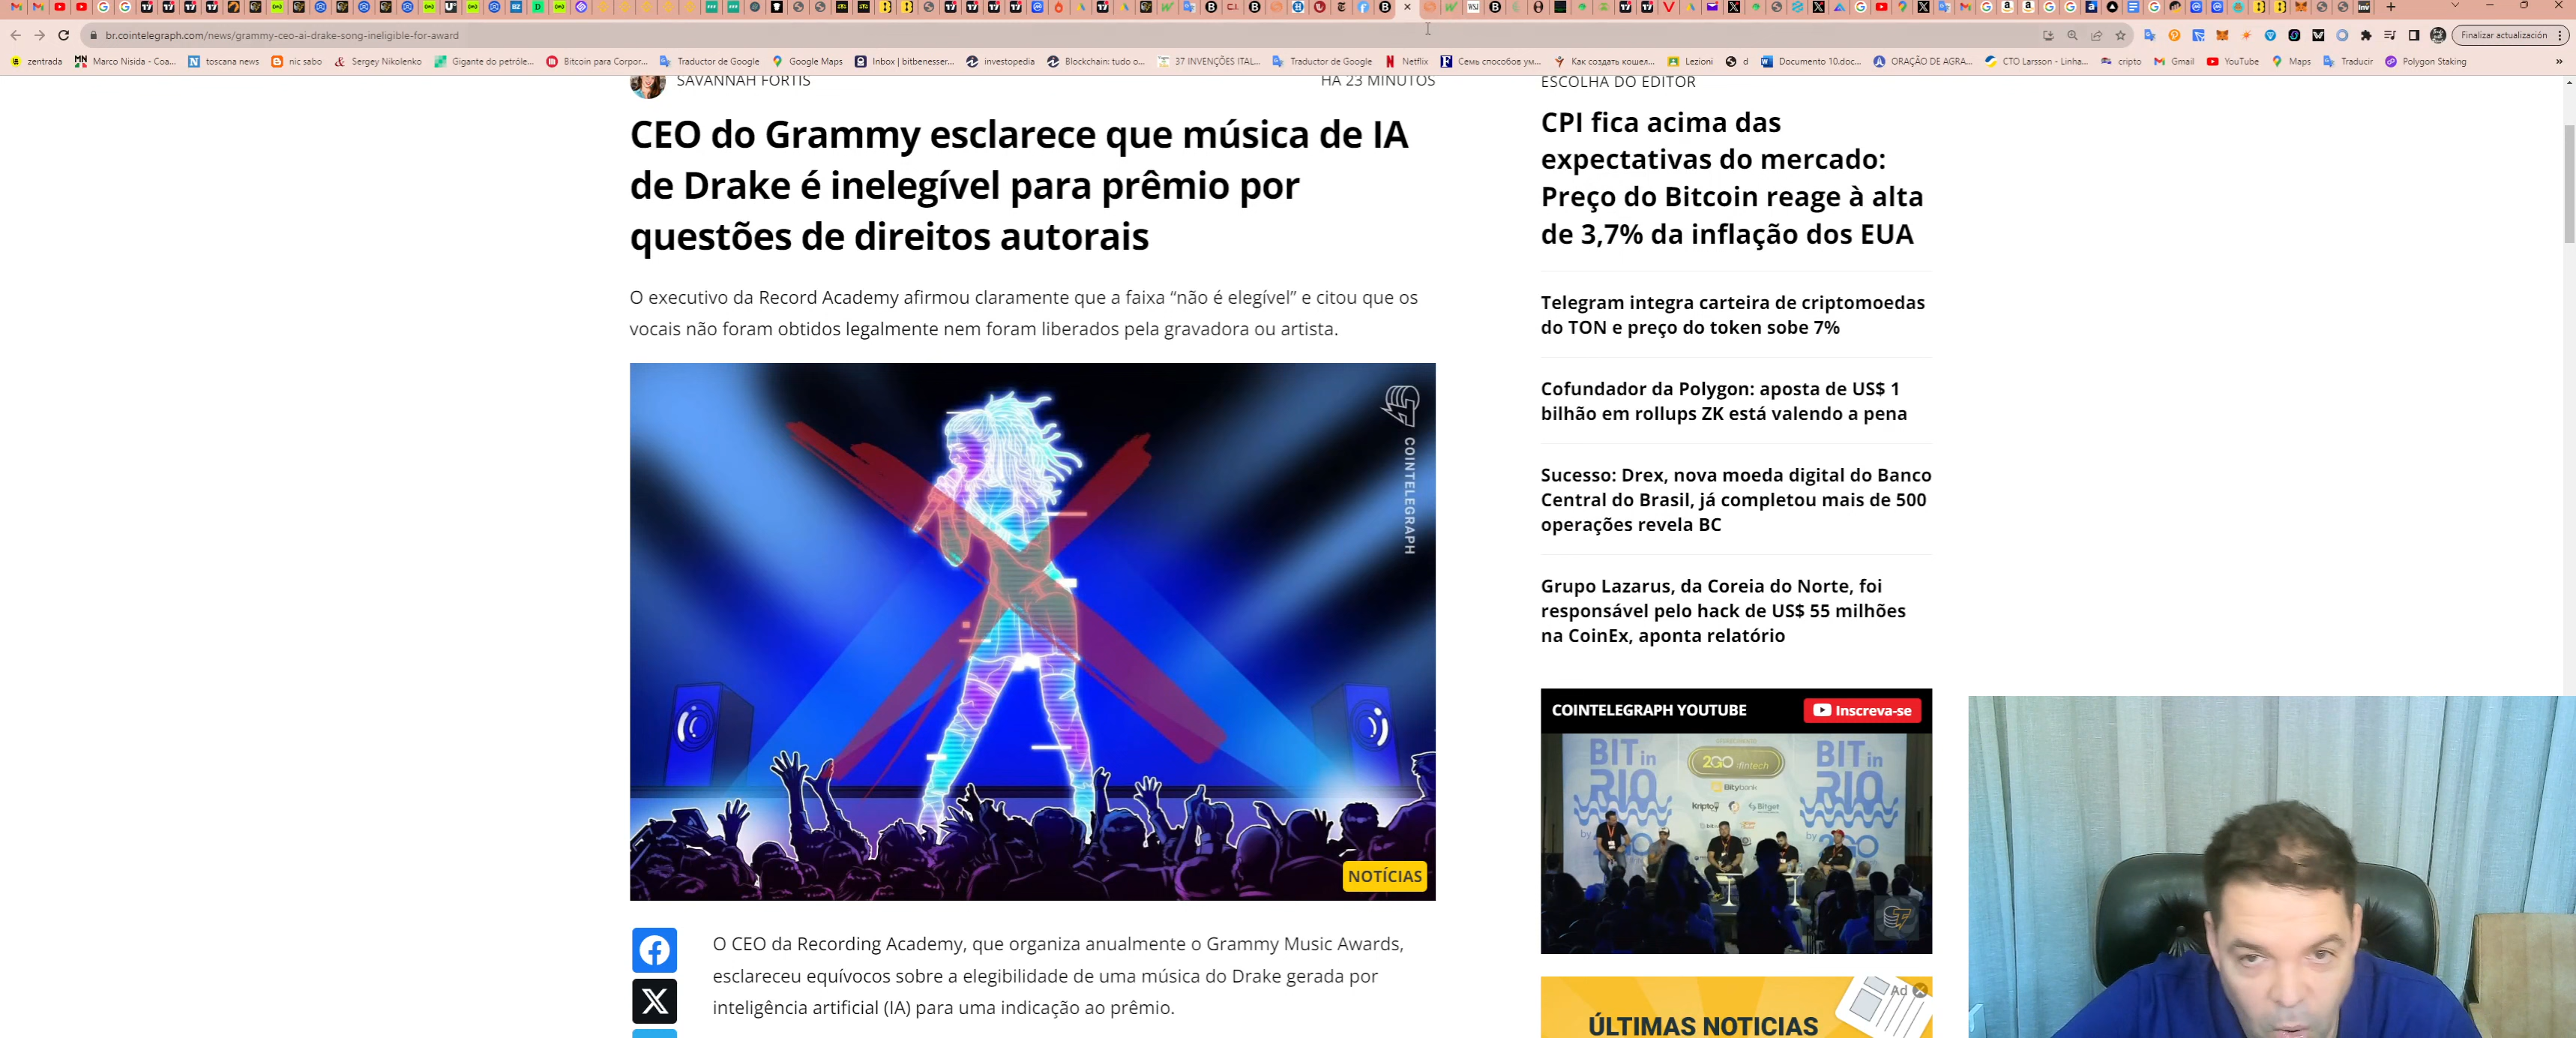 br.cointelegraph.com/news/grammy-ceo-ai-drake-song-ineligible-for-award
Finalizar actualización
zentrada
Marco Nisida - Coa...
toscana news
nic sabo
Sergey Nikolenko
Gigante do petróle...
Bitcoin para Corpor...
Traductor de Google
Google Maps
Inbox | bitbenesser...
investopedia
Blockchain: tudo o...
37 INVENÇÕES ITAL...
Traductor de Google
Netflix
Семь способов ум...
Как создать кошел...
Lezioni
d
Documento 10.doc...
ORAÇÃO DE AGRA...
CTO Larsson - Linha...
cripto
Gmail
YouTube
Maps
Traducir
Polygon Staking
SAVANNAH FORTIS
HÁ 23 MINUTOS
CEO do Grammy esclarece que música de IA
de Drake é inelegível para prêmio por
questões de direitos autorais
O executivo da Record Academy afirmou claramente que a faixa “não é elegível” e citou que os
vocais não foram obtidos legalmente nem foram liberados pela gravadora ou artista.
COINTELEGRAPH
NOTÍCIAS
O CEO da Recording Academy, que organiza anualmente o Grammy Music Awards,
esclareceu equívocos sobre a elegibilidade de uma música do Drake gerada por
inteligência artificial (IA) para uma indicação ao prêmio.
ESCOLHA DO EDITOR
CPI fica acima das
expectativas do mercado:
Preço do Bitcoin reage à alta
de 3,7% da inflação dos EUA
Telegram integra carteira de criptomoedas
do TON e preço do token sobe 7%
Cofundador da Polygon: aposta de US$ 1
bilhão em rollups ZK está valendo a pena
Sucesso: Drex, nova moeda digital do Banco
Central do Brasil, já completou mais de 500
operações revela BC
Grupo Lazarus, da Coreia do Norte, foi
responsável pelo hack de US$ 55 milhões
na CoinEx, aponta relatório
COINTELEGRAPH YOUTUBE
Inscreva-se
BIT in
RIO
by 2GO
2GO fintech
Bitybank
Kriptoy
Bitget
BIT in
RIO
by 2GO
Ad
ÚLTIMAS NOTICIAS